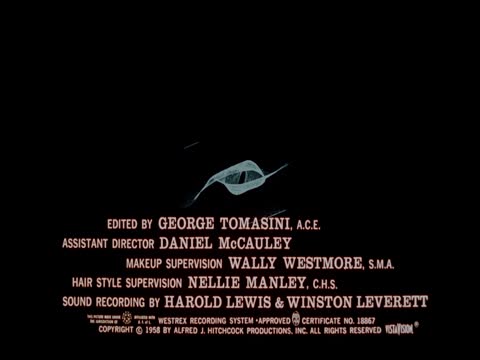 EDITED BY GEORGE TOMASINI, A.C.E.
ASSISTANT DIRECTOR DANIEL McCAULEY
MAKEUP SUPERVISION WALLY WESTMORE, S.M.A.
HAIR STYLE SUPERVISION NELLIE MANLEY, C.H.S.
SOUND RECORDING BY HAROLD LEWIS & WINSTON LEVERETT
WESTREX RECORDING SYSTEM • APPROVED CERTIFICATE NO. 18867
COPYRIGHT © 1958 BY ALFRED J. HITCHCOCK PRODUCTIONS, INC. ALL RIGHTS RESERVED VISTAVISION